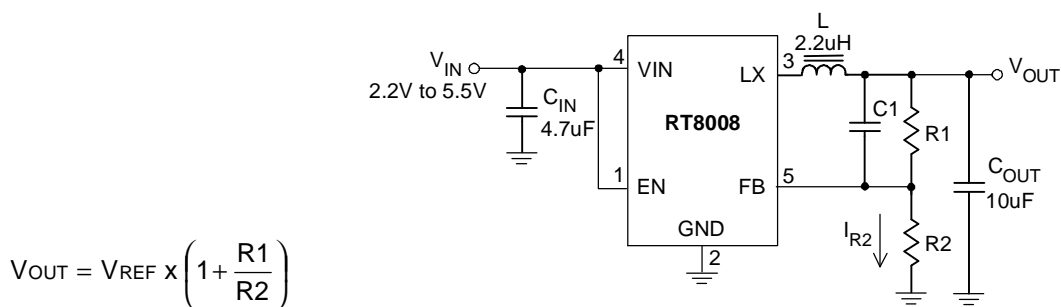 L
2.2uH
VIN
2.2V to 5.5V
4
VIN
LX
3
VOUT
CIN
4.7uF
RT8008
C1
R1
1
EN
FB
5
COUT
10uF
GND
2
IR2
R2
VOUT = VREF x (1 + R1/R2)